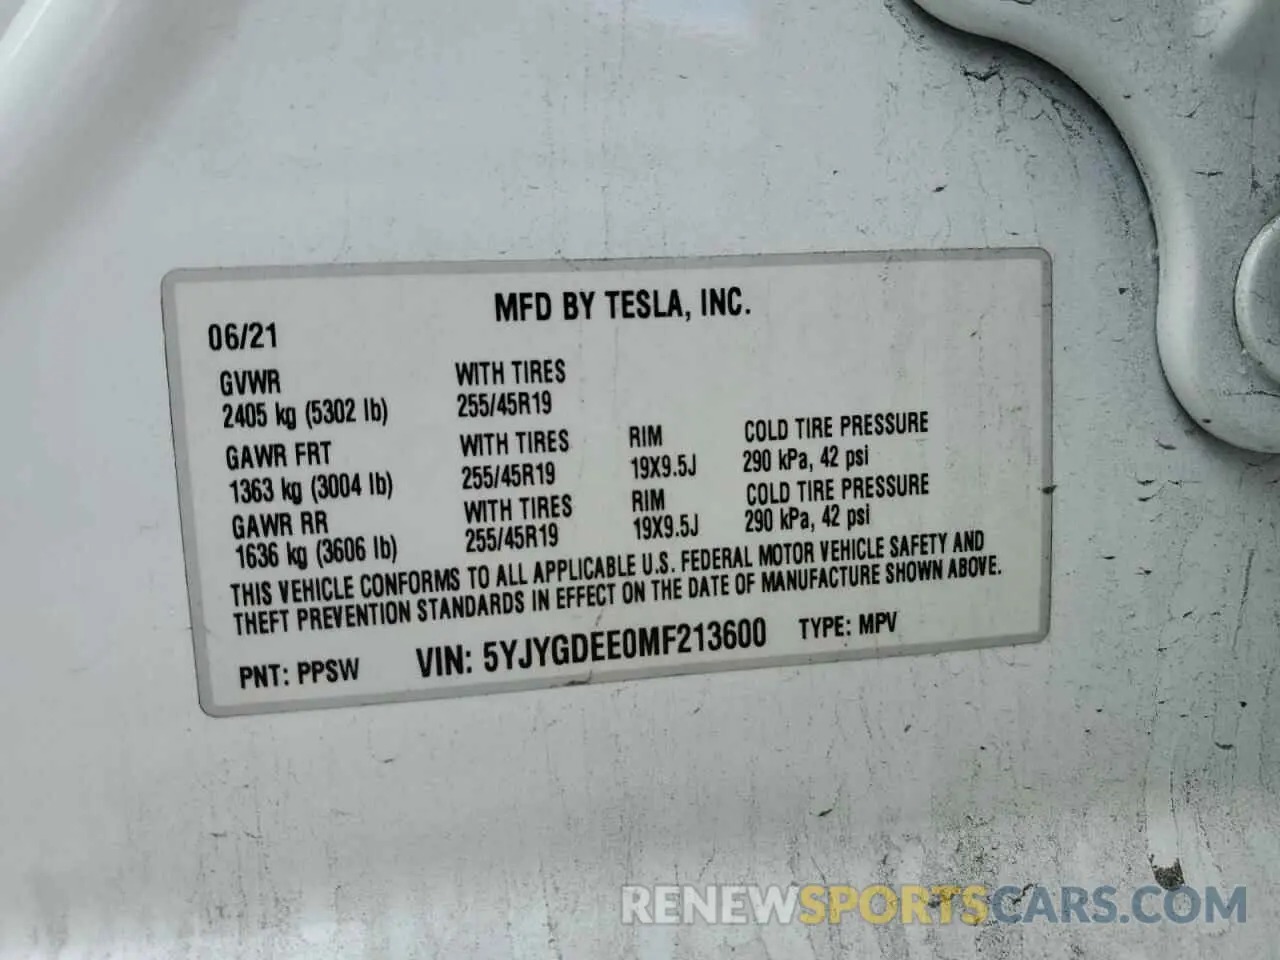 MFD BY TESLA, INC.
06/21
GVWR WITH TIRES
2405 kg (5302 lb) 255/45R19
GAWR FRT WITH TIRES RIM COLD TIRE PRESSURE
1363 kg (3004 lb) 255/45R19 19X9.5J 290 kPa, 42 psi
GAWR RR WITH TIRES RIM COLD TIRE PRESSURE
1636 kg (3606 lb) 255/45R19 19X9.5J 290 kPa, 42 psi
THIS VEHICLE CONFORMS TO ALL APPLICABLE U.S. FEDERAL MOTOR VEHICLE SAFETY AND
THEFT PREVENTION STANDARDS IN EFFECT ON THE DATE OF MANUFACTURE SHOWN ABOVE.
PNT: PPSW VIN: 5YJYGDEE0MF213600 TYPE: MPV
RENEWSPORTSCARS.COM